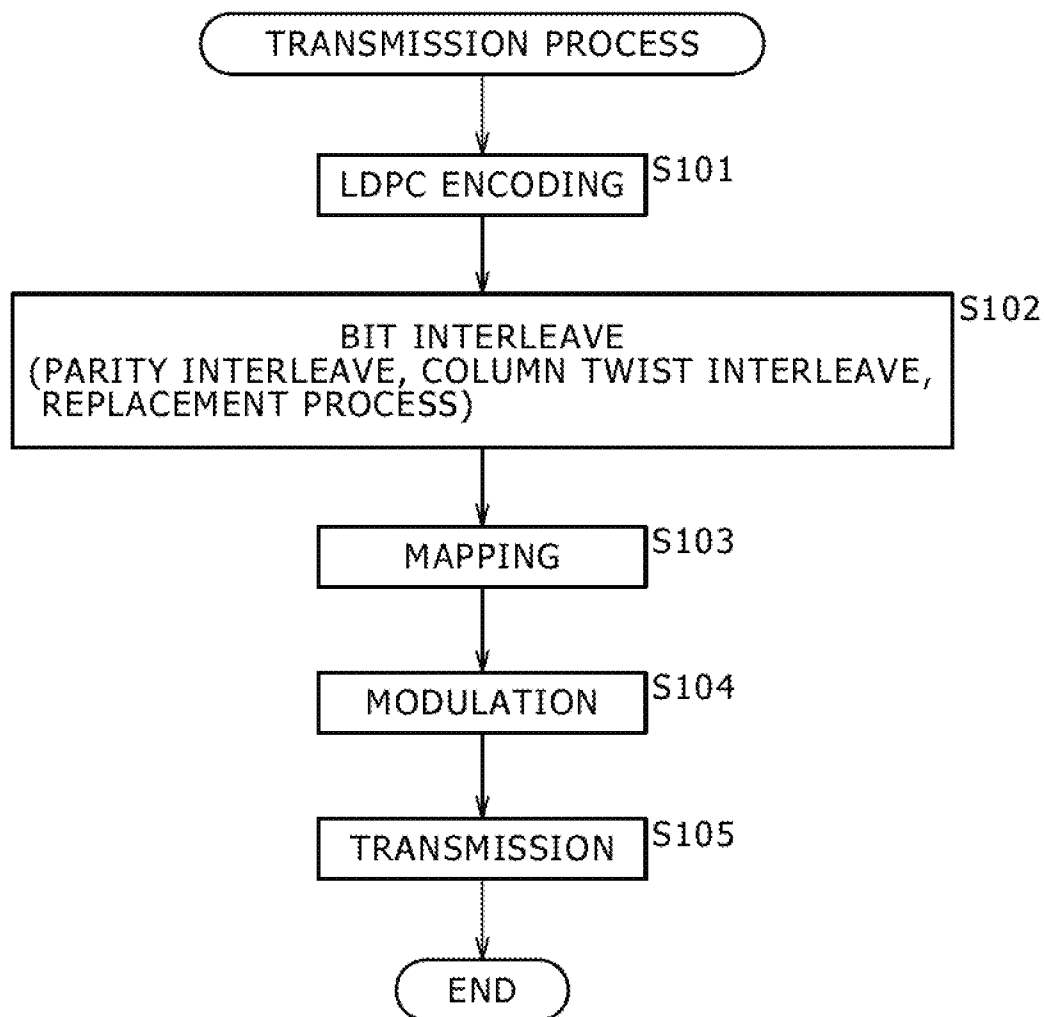 TRANSMISSION PROCESS
LDPC ENCODING
S101
BIT INTERLEAVE
(PARITY INTERLEAVE, COLUMN TWIST INTERLEAVE,
REPLACEMENT PROCESS)
S102
MAPPING
S103
MODULATION
S104
TRANSMISSION
S105
END